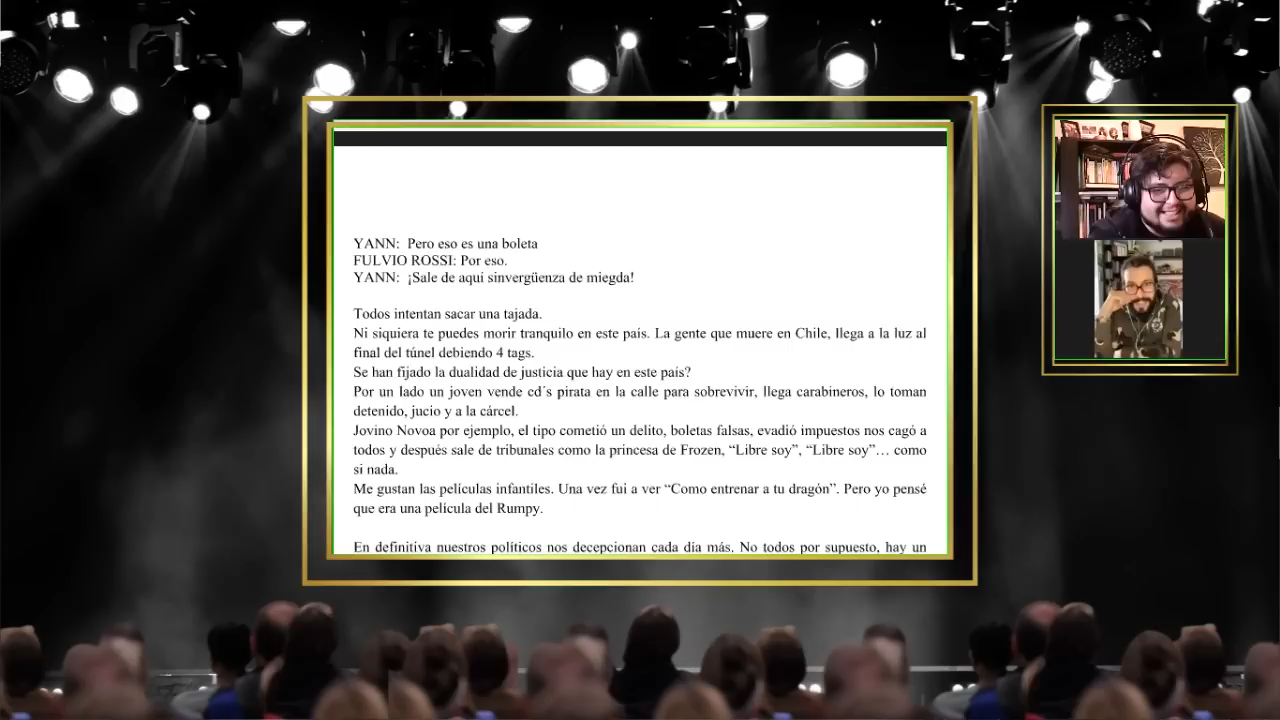 YANN: Pero eso es una boleta
FULVIO ROSSI: Por eso.
YANN: ¡Sale de aquí sinvergüenza de miegda!
Todos intentan sacar una tajada.
Ni siquiera te puedes morir tranquilo en este país. La gente que muere en Chile, llega a la luz al
final del túnel debiendo 4 tags.
Se han fijado la dualidad de justicia que hay en este país?
Por un lado un joven vende cd´s pirata en la calle para sobrevivir, llega carabineros, lo toman
detenido, jucio y a la cárcel.
Jovino Novoa por ejemplo, el tipo cometió un delito, boletas falsas, evadió impuestos nos cagó a
todos y después sale de tribunales como la princesa de Frozen, “Libre soy”, “Libre soy”… como
si nada.
Me gustan las películas infantiles. Una vez fui a ver “Como entrenar a tu dragón”. Pero yo pensé
que era una película del Rumpy.
En definitiva nuestros políticos nos decepcionan cada día más. No todos por supuesto, hay un